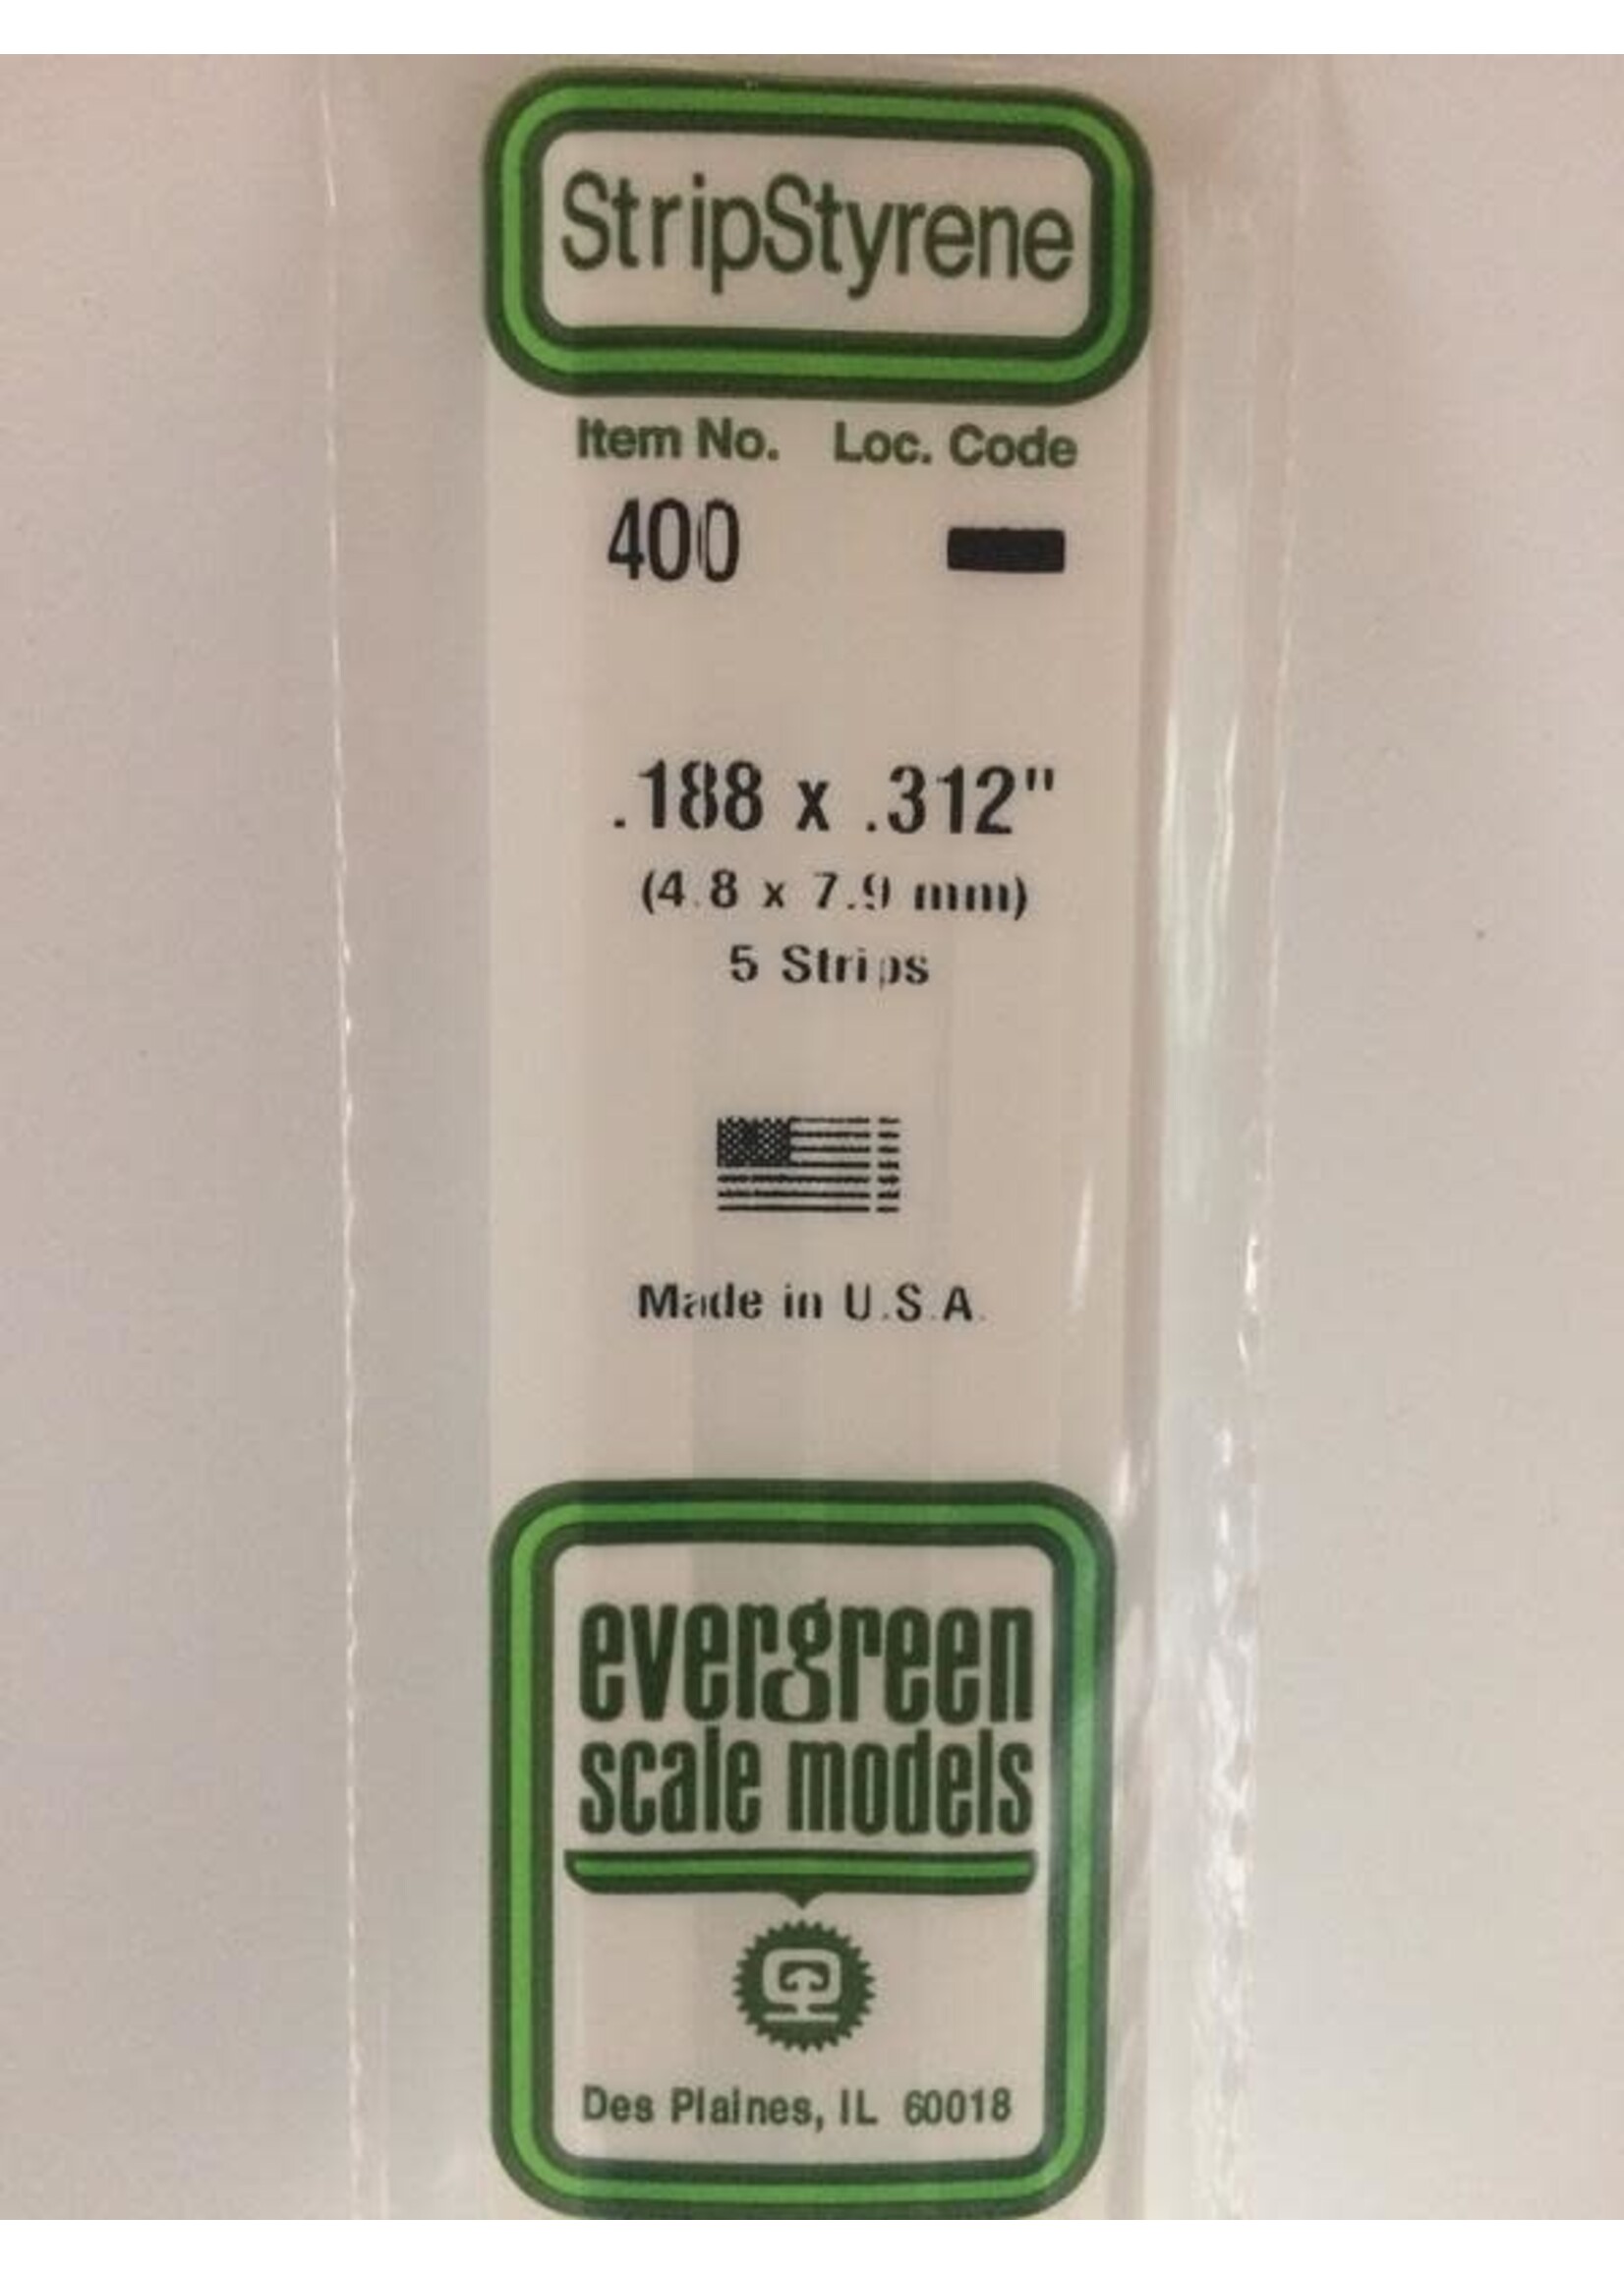 StripStyrene
Item No. Loc. Code
400
.188 x .312"
(4.8 x 7.9 mm)
5 Strips
Made in U.S.A.
evergreen
scale models
Des Plaines, IL 60018